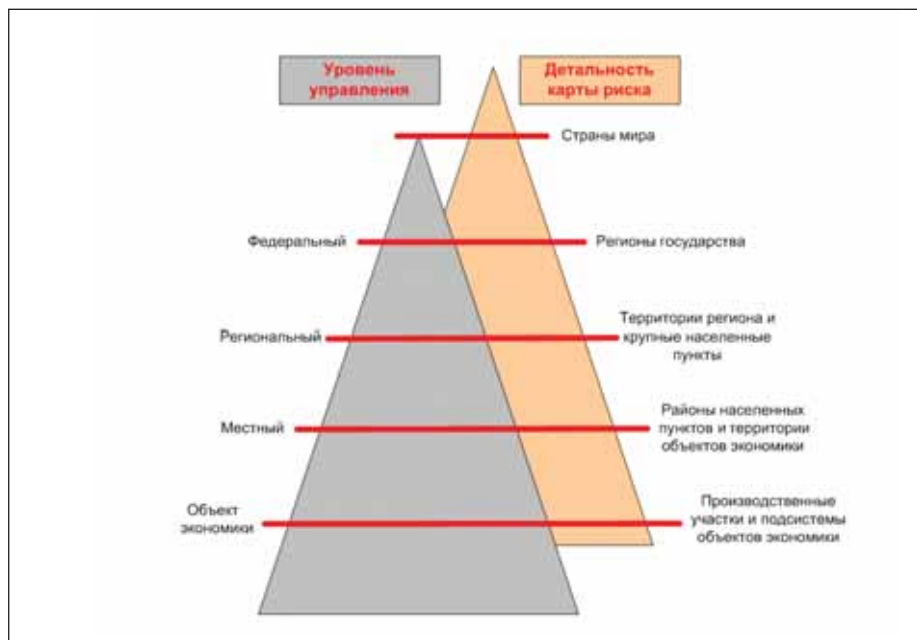 Уровень
управления
Детальность
карты риска
Страны мира
Федеральный
Регионы государства
Региональный
Территории региона и
крупные населенные
пункты
Местный
Районы населенных
пунктов и территории
объектов экономики
Объект
экономики
Производственные
участки и подсистемы
объектов экономики